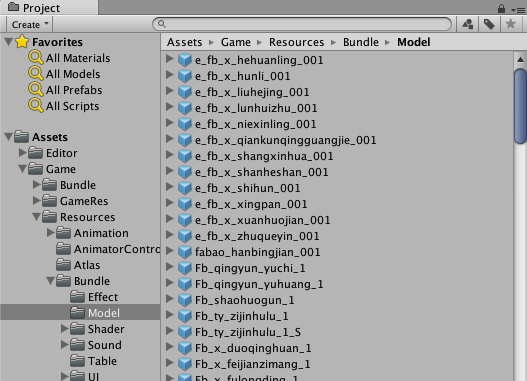 Project
Create
Favorites
All Materials
All Models
All Prefabs
All Scripts
Assets
Editor
Game
Bundle
GameRes
Resources
Animation
AnimatorContro
Atlas
Bundle
Effect
Model
Shader
Sound
Table
UI
Assets Game Resources Bundle Model
e_fb_x_hehuanling_001
e_fb_x_hunli_001
e_fb_x_liuhejing_001
e_fb_x_lunhuizhu_001
e_fb_x_niexinling_001
e_fb_x_qiankunqingguangjie_001
e_fb_x_shangxinhua_001
e_fb_x_shanheshan_001
e_fb_x_shihun_001
e_fb_x_xingpan_001
e_fb_x_xuanhuojian_001
e_fb_x_zhuqueyin_001
fabao_hanbingjian_001
Fb_qingyun_yuchi_1
Fb_qingyun_yuhuang_1
Fb_shaohuogun_1
Fb_ty_zijinhulu_1
Fb_ty_zijinhulu_1_S
Fb_x_duoqinghuan_1
Fb_x_feijianzimang_1
Fb_x_fulongding_1